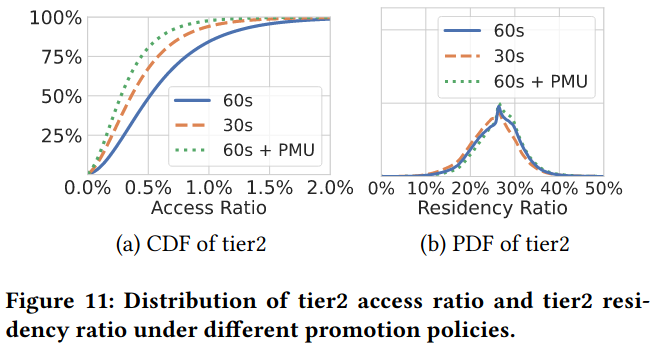 100%
75%
50%
25%
60s
30s
60s + PMU
0.0% 0.5% 1.0% 1.5% 2.0%
Access Ratio
(a) CDF of tier2
60s
30s
60s + PMU
0% 10% 20% 30% 40% 50%
Residency Ratio
(b) PDF of tier2
Figure 11: Distribution of tier2 access ratio and tier2 resi-
dency ratio under different promotion policies.